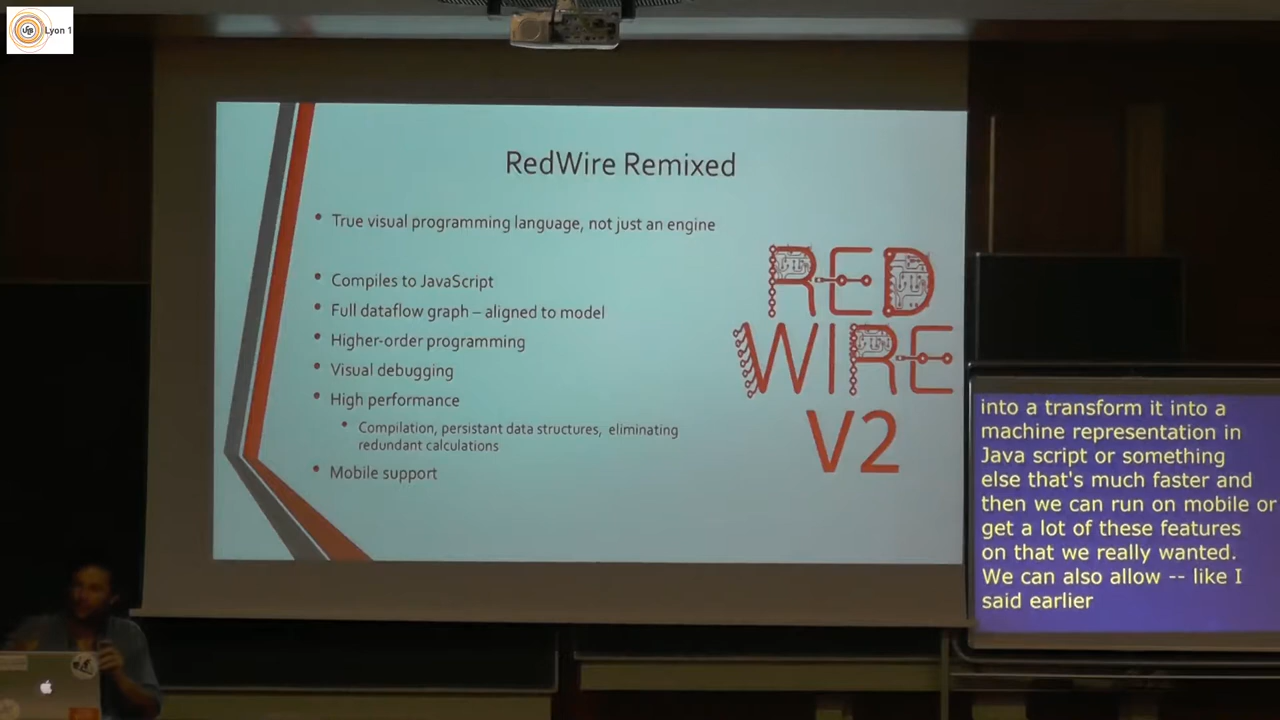 Lyon 1
RedWire Remixed
• True visual programming language, not just an engine
• Compiles to JavaScript
• Full dataflow graph – aligned to model
• Higher-order programming
• Visual debugging
• High performance
• Compilation, persistant data structures, eliminating
redundant calculations
• Mobile support
RED
WIRE
V2
into a transform it into a
machine representation in
Java script or something
else that's much faster and
then we can run on mobile or
get a lot of these features
on that we really wanted.
We can also allow -- like I
said earlier